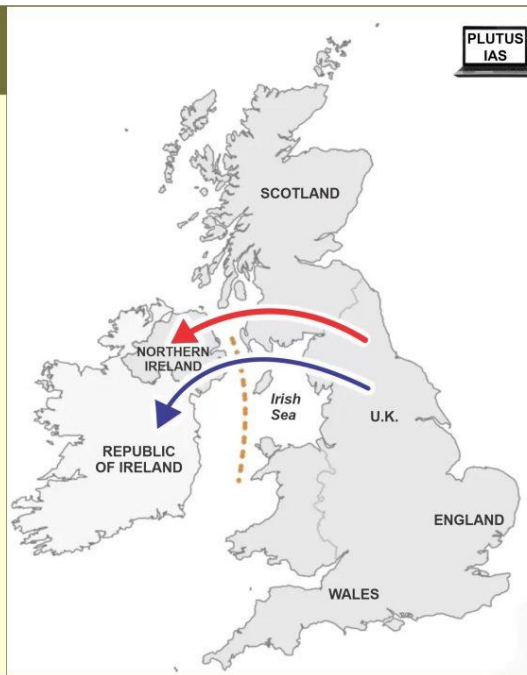 PLUTUS
IAS
SCOTLAND
NORTHERN
IRELAND
Irish
Sea
U.K.
REPUBLIC
OF IRELAND
ENGLAND
WALES